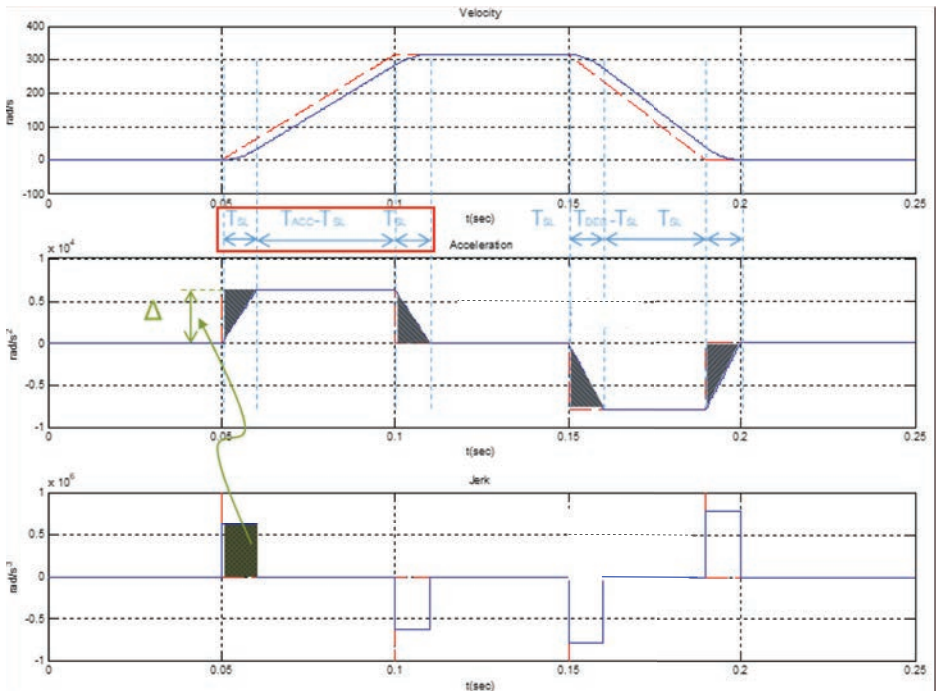 Velocity
rad/s
400
300
200
100
0
-100
0 0.05 0.1 0.15 0.2 0.25
t(sec)
TSL TACC-TSL TSL TSL TDEC-TSL TSL
Acceleration
x 10^4
rad/s^2
1
0.5
0
-0.5
-1
Δ
0 0.05 0.1 0.15 0.2 0.25
t(sec)
Jerk
x 10^6
rad/s^3
1
0.5
0
-0.5
-1
0 0.05 0.1 0.15 0.2 0.25
t(sec)